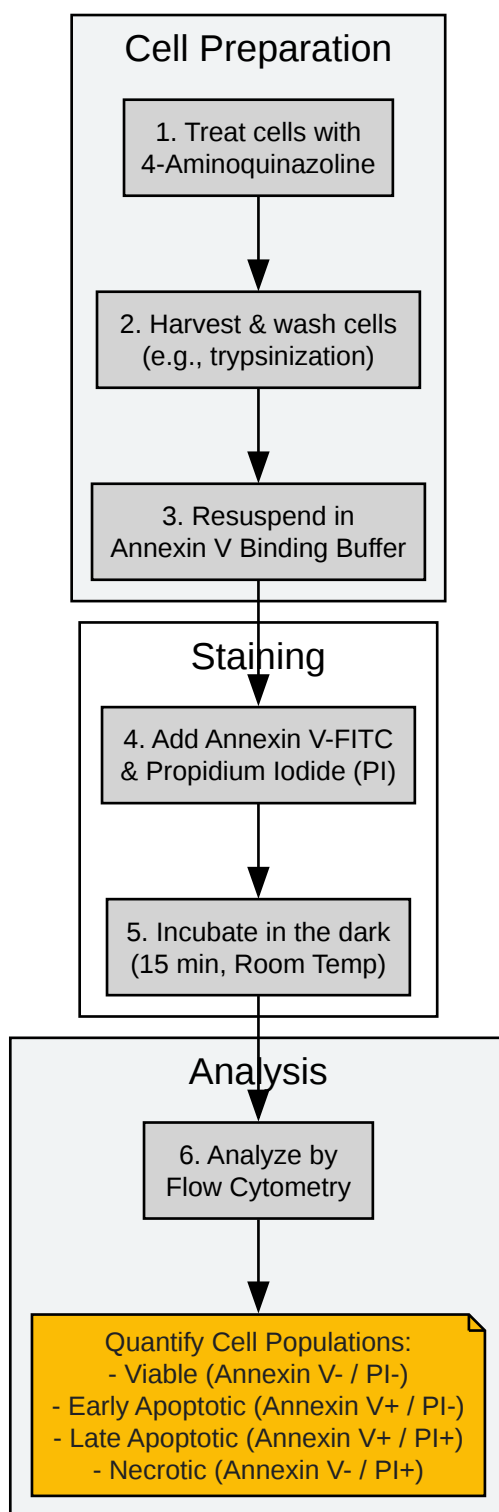 Cell Preparation
1. Treat cells with
4-Aminoquinazoline
2. Harvest & wash cells
(e.g., trypsinization)
3. Resuspend in
Annexin V Binding Buffer
Staining
4. Add Annexin V-FITC
& Propidium Iodide (PI)
5. Incubate in the dark
(15 min, Room Temp)
Analysis
6. Analyze by
Flow Cytometry
Quantify Cell Populations:
- Viable (Annexin V- / PI-)
- Early Apoptotic (Annexin V+ / PI-)
- Late Apoptotic (Annexin V+ / PI+)
- Necrotic (Annexin V- / PI+)